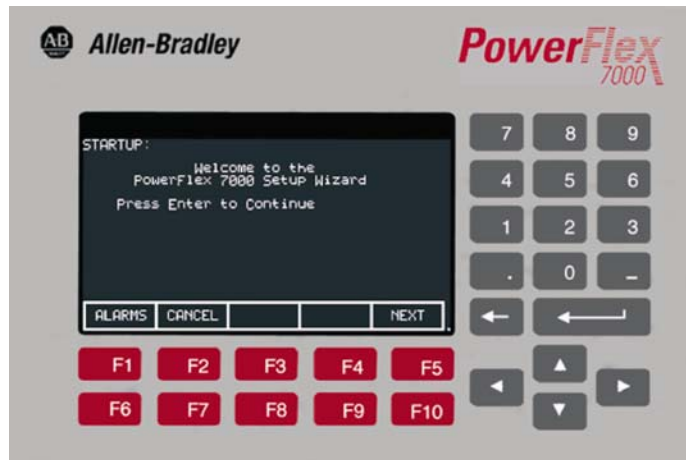 AB Allen-Bradley
PowerFlex
7000
STARTUP:
Welcome to the
PowerFlex 7000 Setup Wizard
Press Enter to Continue
ALARMS CANCEL NEXT
7 8 9
4 5 6
1 2 3
. 0 –
F1 F2 F3 F4 F5
F6 F7 F8 F9 F10